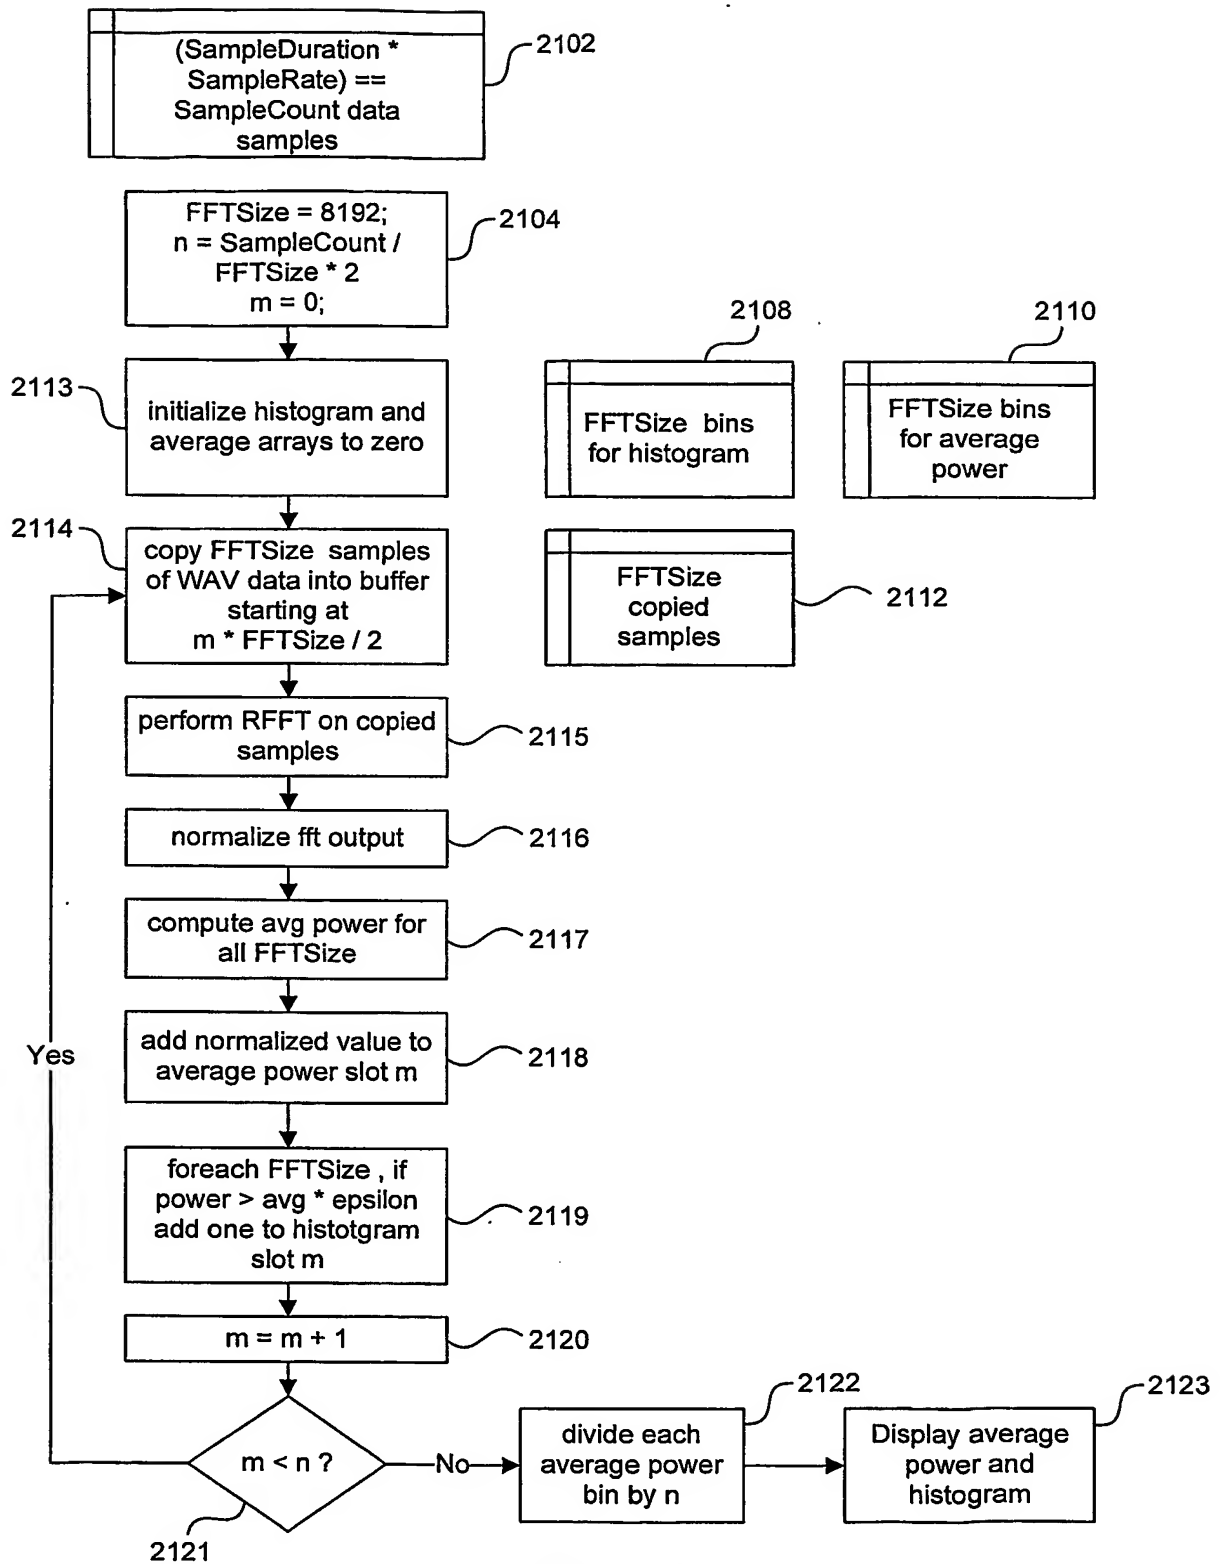 (SampleDuration *
SampleRate) ==
SampleCount data
samples
2102
FFTSize = 8192;
n = SampleCount /
FFTSize * 2
m = 0;
2104
2108
2110
2113
initialize histogram and
average arrays to zero
FFTSize bins
for histogram
FFTSize bins
for average
power
2114
copy FFTSize samples
of WAV data into buffer
starting at
m * FFTSize / 2
FFTSize
copied
samples
2112
perform RFFT on copied
samples
2115
normalize fft output
2116
compute avg power for
all FFTSize
2117
Yes
add normalized value to
average power slot m
2118
foreach FFTSize , if
power > avg * epsilon
add one to histotgram
slot m
2119
m = m + 1
2120
m < n ?
2121
No
divide each
average power
bin by n
2122
Display average
power and
histogram
2123